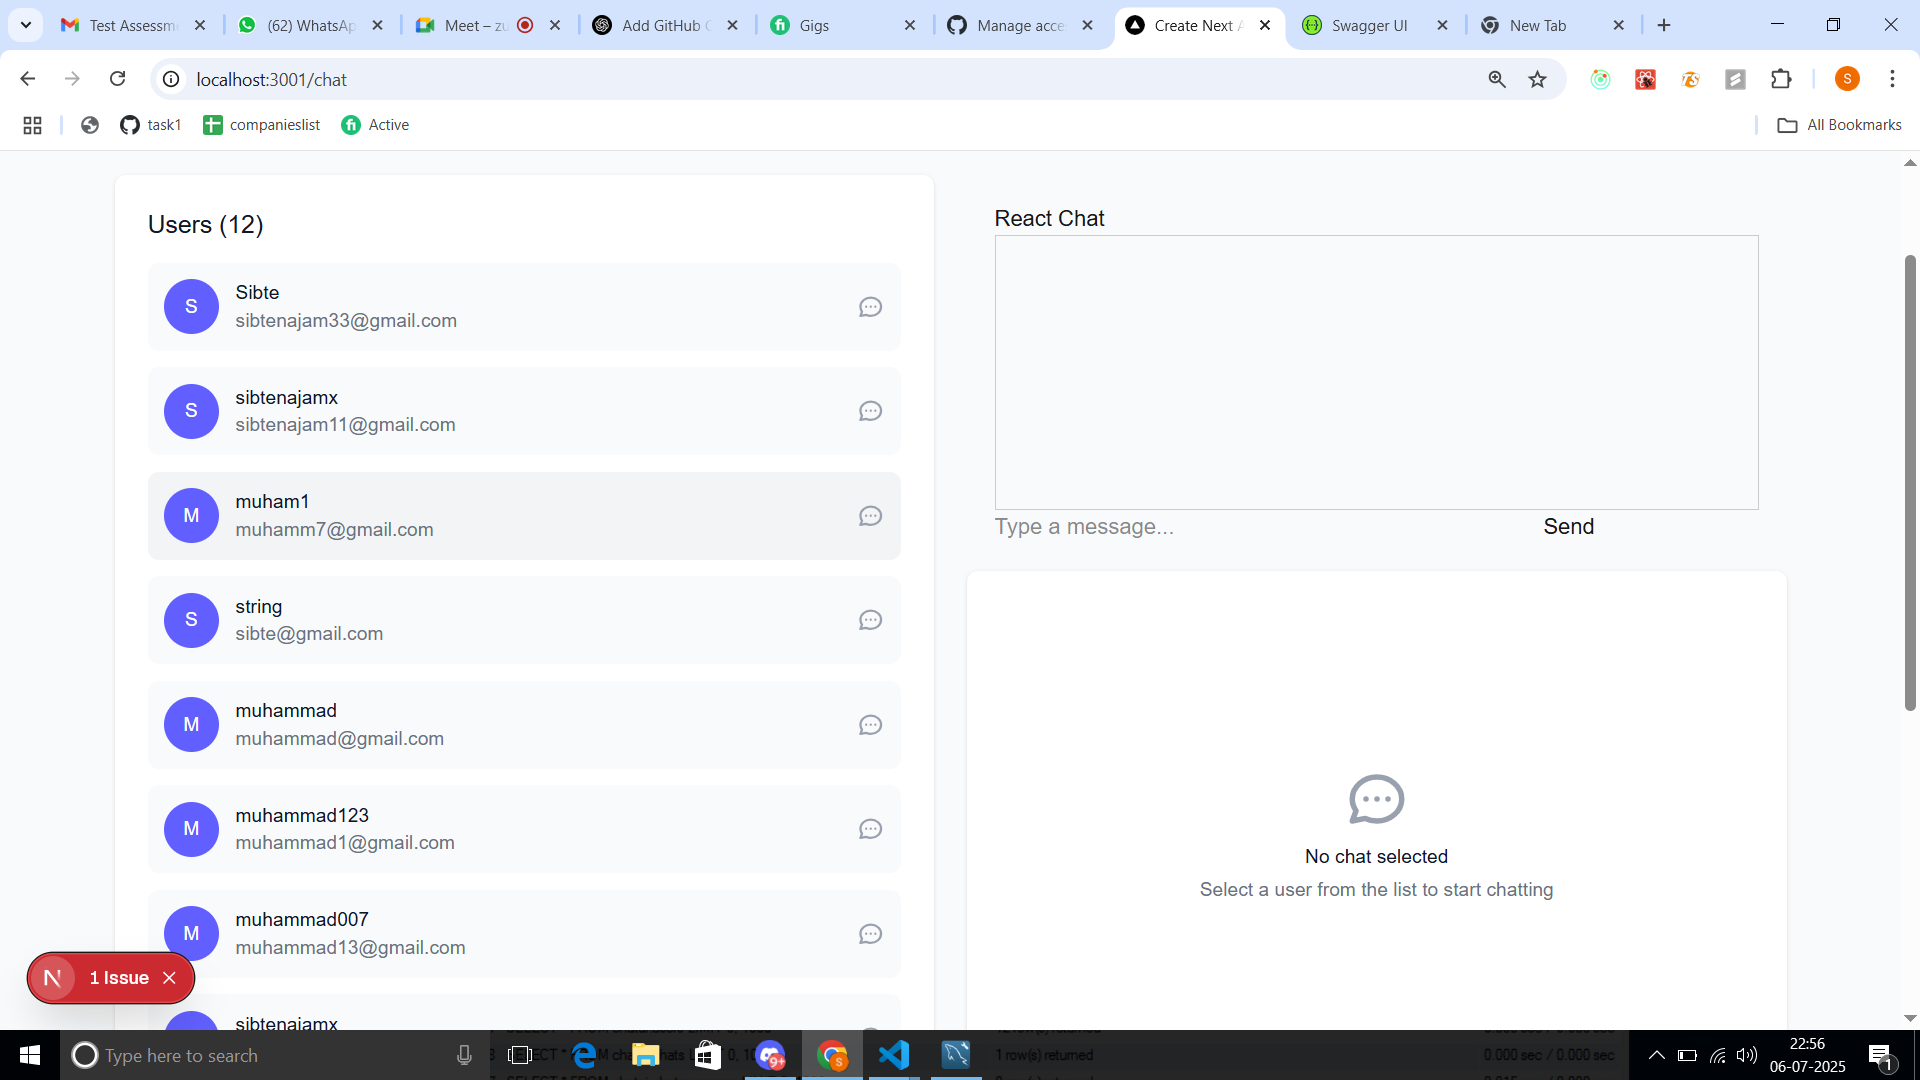 Test Assessm
(62) WhatsAp
Meet – zu
Add GitHub C
Gigs
Manage acce
Create Next A
Swagger UI
New Tab
localhost:3001/chat
S
task1
companieslist
Active
All Bookmarks
Users (12)
S
Sibte
sibtenajam33@gmail.com
S
sibtenajamx
sibtenajam11@gmail.com
M
muham1
muhamm7@gmail.com
S
string
sibte@gmail.com
M
muhammad
muhammad@gmail.com
M
muhammad123
muhammad1@gmail.com
M
muhammad007
muhammad13@gmail.com
sibtenajamx
React Chat
Type a message...
Send
No chat selected
Select a user from the list to start chatting
N 1 Issue
Type here to search
1 row(s) returned
0.000 sec / 0.000 sec
9+
22:56
06-07-2025
1